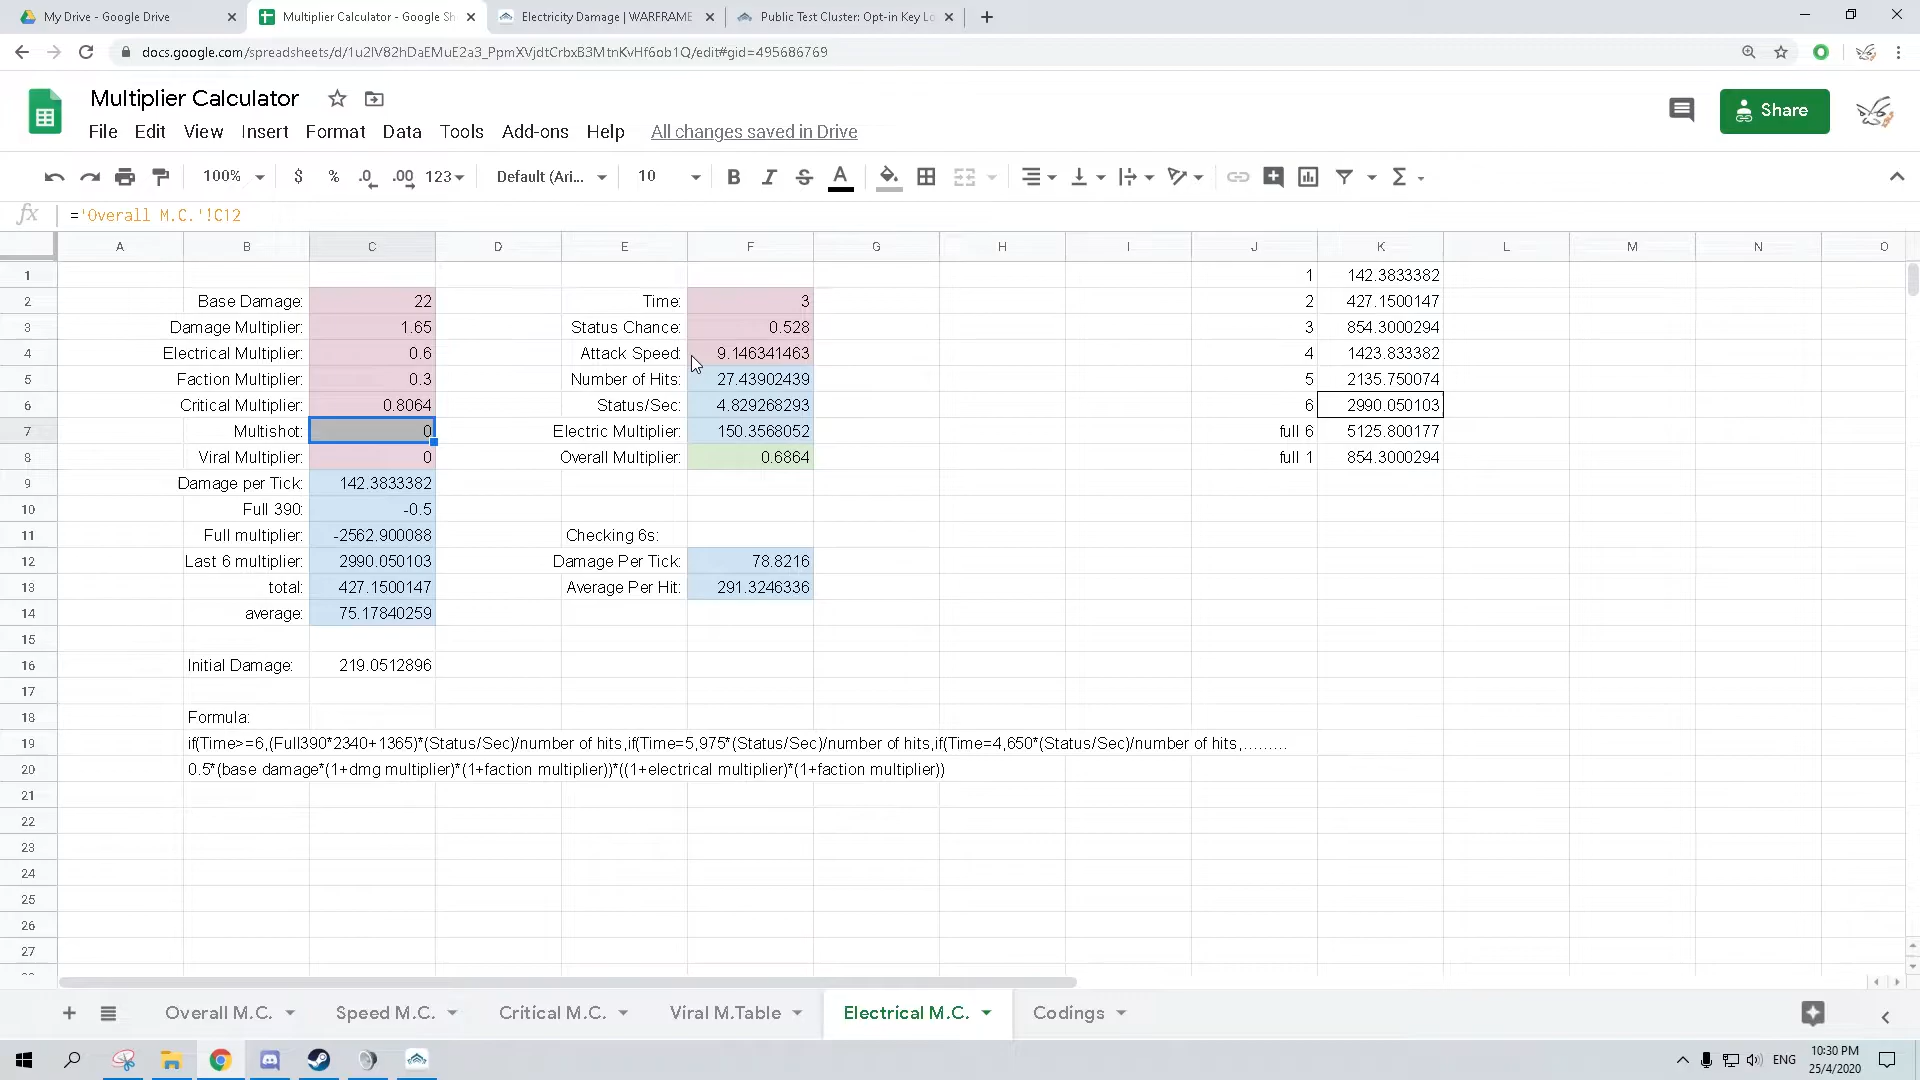 My Drive - Google Drive
Multiplier Calculator - Google Sh
Electricity Damage | WARFRAME
Public Test Cluster: Opt-in Key Lo
docs.google.com/spreadsheets/d/1u2IV82hDaEMuE2a3_PpmXVjdtCrbxB3MtnKvHf6ob1Q/edit#gid=495686769
Multiplier Calculator
File Edit View Insert Format Data Tools Add-ons Help All changes saved in Drive
Share
100% $ % .0 .00 123 Default (Ari... 10 B I S A Σ
fx ='Overall M.C.'!C12
A B C D E F G H I J K L M N O
1 1 142.3833382
2 Base Damage: 22 Time: 3 2 427.1500147
3 Damage Multiplier: 1.65 Status Chance: 0.528 3 854.3000294
4 Electrical Multiplier: 0.6 Attack Speed: 9.146341463 4 1423.833382
5 Faction Multiplier: 0.3 Number of Hits: 27.43902439 5 2135.750074
6 Critical Multiplier: 0.8064 Status/Sec: 4.829268293 6 2990.050103
7 Multishot: 0 Electric Multiplier: 150.3568052 full 6 5125.800177
8 Viral Multiplier: 0 Overall Multiplier: 0.6864 full 1 854.3000294
9 Damage per Tick: 142.3833382
10 Full 390: -0.5
11 Full multiplier: -2562.900088 Checking 6s:
12 Last 6 multiplier: 2990.050103 Damage Per Tick: 78.8216
13 total: 427.1500147 Average Per Hit: 291.3246336
14 average: 75.17840259
15
16 Initial Damage: 219.0512896
17
18 Formula:
19 if(Time>=6,(Full390*2340+1365)*(Status/Sec)/number of hits,if(Time=5,975*(Status/Sec)/number of hits,if(Time=4,650*(Status/Sec)/number of hits,.........
20 0.5*(base damage*(1+dmg multiplier)*(1+faction multiplier))*((1+electrical multiplier)*(1+faction multiplier))
21
22
23
24
25
26
27
Overall M.C. Speed M.C. Critical M.C. Viral M.Table Electrical M.C. Codings
ENG
10:30 PM
25/4/2020